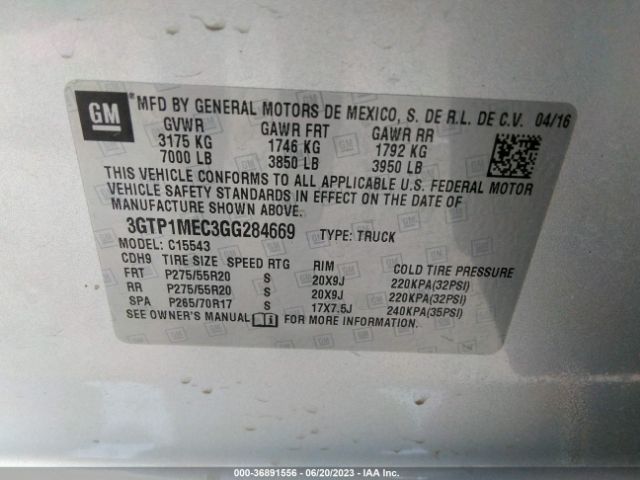 GM
MFD BY GENERAL MOTORS DE MEXICO, S. DE R.L. DE C.V. 04/16
GVWR GAWR FRT GAWR RR
3175 KG 1746 KG 1792 KG
7000 LB 3850 LB 3950 LB
THIS VEHICLE CONFORMS TO ALL APPLICABLE U.S. FEDERAL MOTOR
VEHICLE SAFETY STANDARDS IN EFFECT ON THE DATE OF
MANUFACTURE SHOWN ABOVE.
3GTP1MEC3GG284669 TYPE: TRUCK
MODEL: C15543
CDH9 TIRE SIZE SPEED RTG RIM COLD TIRE PRESSURE
FRT P275/55R20 S 20X9J 220KPA(32PSI)
RR P275/55R20 S 20X9J 220KPA(32PSI)
SPA P265/70R17 S 17X7.5J 240KPA(35PSI)
SEE OWNER'S MANUAL FOR MORE INFORMATION.
000-36891556 - 06/20/2023 - IAA Inc.